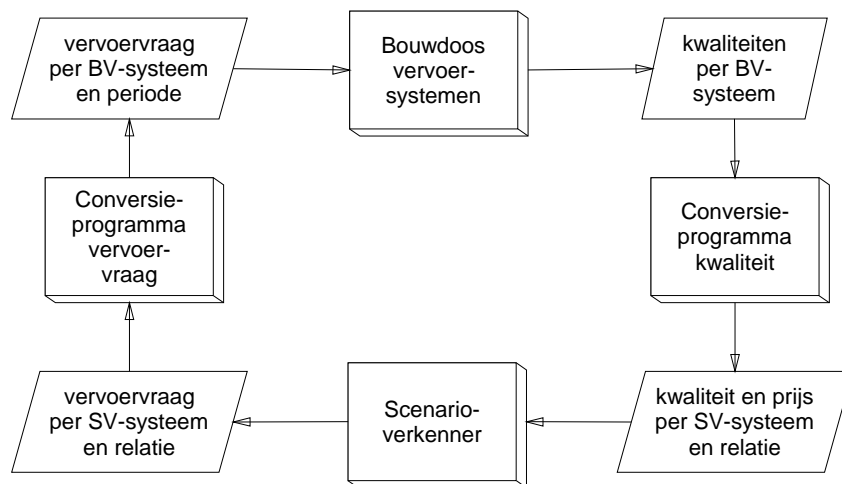 vervoervraag
per BV-systeem
en periode
Bouwdoos
vervoer-
systemen
kwaliteiten
per BV-
systeem
Conversie-
programma
vervoer-
vraag
Conversie-
programma
kwaliteit
vervoervraag
per SV-systeem
en relatie
Scenario-
verkenner
kwaliteit en prijs
per SV-systeem
en relatie